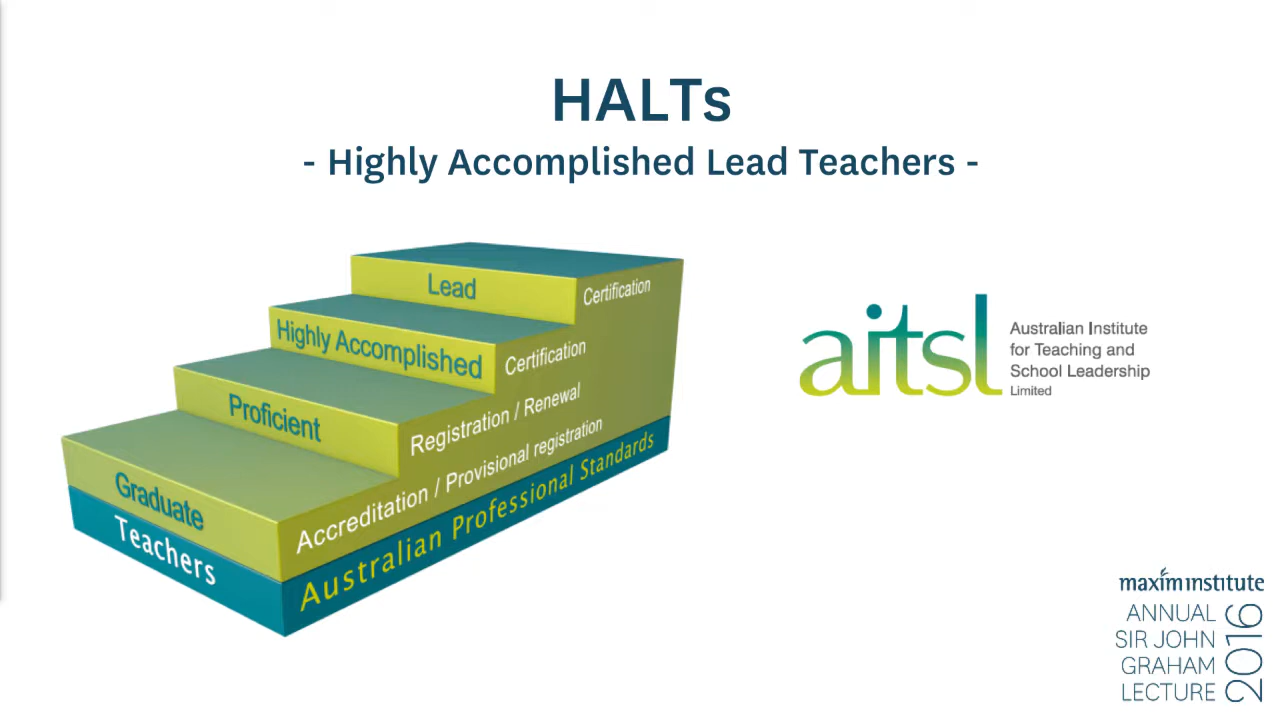 HALTs
- Highly Accomplished Lead Teachers -
Lead
Certification
Highly Accomplished
Certification
Proficient
Registration / Renewal
Graduate
Accreditation / Provisional registration
Teachers
Australian Professional Standards
aitsl
Australian Institute
for Teaching and
School Leadership
Limited
maxim institute
ANNUAL
SIR JOHN
GRAHAM
LECTURE
2016